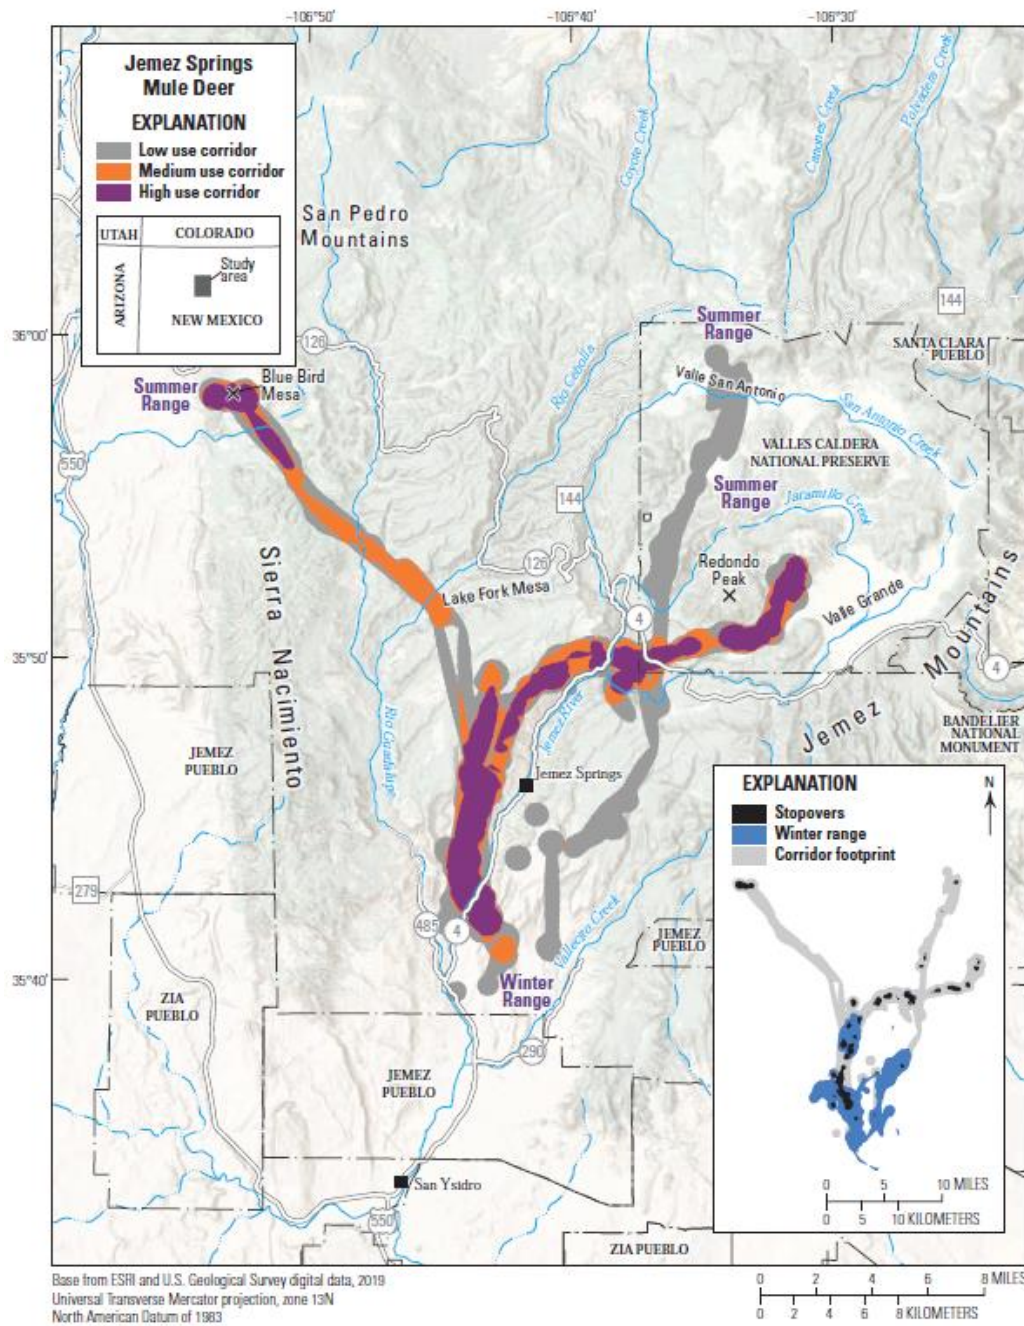 −106°50'
−106°40'
−106°30'
Jemez Springs
Mule Deer
EXPLANATION
Low use corridor
Medium use corridor
High use corridor
UTAH
COLORADO
ARIZONA
Study
area
NEW MEXICO
San Pedro
Mountains
Coyote Creek
Canones Creek
Polvadera Creek
144
36°00'
126
Summer
Range
SANTA CLARA
PUEBLO
Rio Cebolla
Summer
Range
Blue Bird
Mesa
Valle San Antonio
San Antonio Creek
550
VALLES CALDERA
NATIONAL PRESERVE
144
Summer
Range
Jaramillo Creek
Sierra Nacimiento
126
Lake Fork Mesa
Redondo
Peak
Valle Grande
4
35°50'
Jemez Mountains
4
Rio Guadalupe
Jemez River
BANDELIER
NATIONAL
MONUMENT
JEMEZ
PUEBLO
Jemez Springs
279
485
4
Vallecito Creek
JEMEZ
PUEBLO
35°40'
Winter
Range
ZIA
PUEBLO
290
JEMEZ
PUEBLO
San Ysidro
550
ZIA PUEBLO
EXPLANATION
N
Stopovers
Winter range
Corridor footprint
0 5 10 MILES
0 5 10 KILOMETERS
Base from ESRI and U.S. Geological Survey digital data, 2019
Universal Transverse Mercator projection, zone 13N
North American Datum of 1983
0 2 4 6 8 MILES
0 2 4 6 8 KILOMETERS